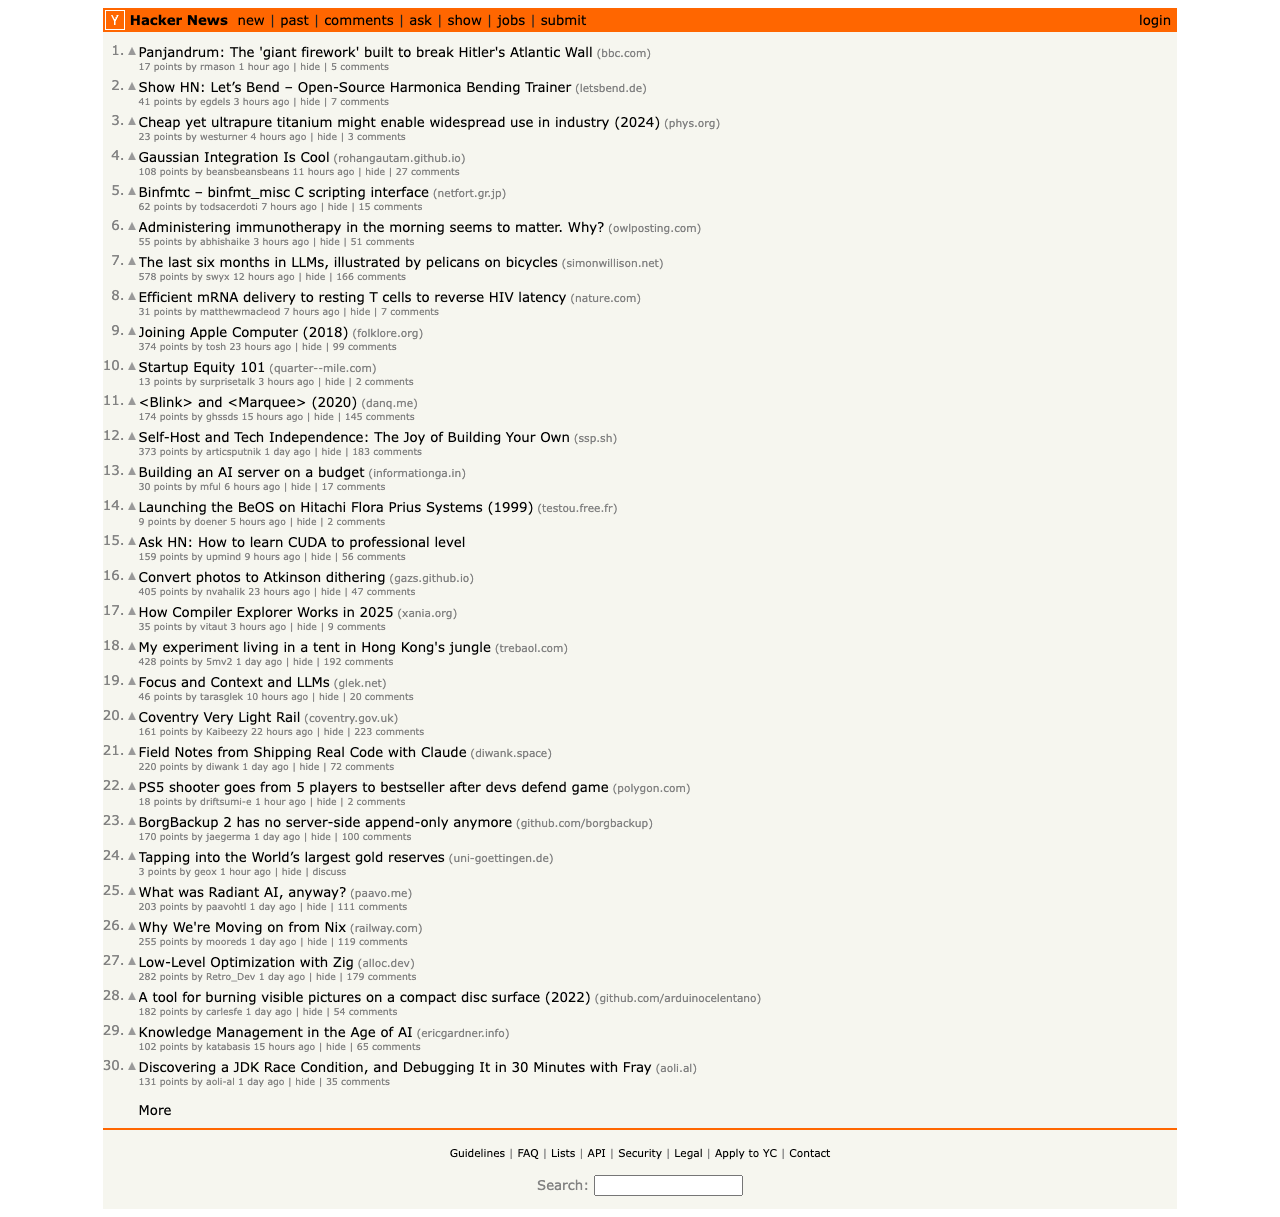 Y Hacker News new | past | comments | ask | show | jobs | submit login
1. ▲ Panjandrum: The 'giant firework' built to break Hitler's Atlantic Wall (bbc.com)
17 points by rmason 1 hour ago | hide | 5 comments
2. ▲ Show HN: Let’s Bend – Open-Source Harmonica Bending Trainer (letsbend.de)
41 points by egdels 3 hours ago | hide | 7 comments
3. ▲ Cheap yet ultrapure titanium might enable widespread use in industry (2024) (phys.org)
23 points by westurner 4 hours ago | hide | 3 comments
4. ▲ Gaussian Integration Is Cool (rohangautam.github.io)
108 points by beansbeansbeans 11 hours ago | hide | 27 comments
5. ▲ Binfmtc – binfmt_misc C scripting interface (netfort.gr.jp)
62 points by todsacerdoti 7 hours ago | hide | 15 comments
6. ▲ Administering immunotherapy in the morning seems to matter. Why? (owlposting.com)
55 points by abhishaike 3 hours ago | hide | 51 comments
7. ▲ The last six months in LLMs, illustrated by pelicans on bicycles (simonwillison.net)
578 points by swyx 12 hours ago | hide | 166 comments
8. ▲ Efficient mRNA delivery to resting T cells to reverse HIV latency (nature.com)
31 points by matthewmacleod 7 hours ago | hide | 7 comments
9. ▲ Joining Apple Computer (2018) (folklore.org)
374 points by tosh 23 hours ago | hide | 99 comments
10. ▲ Startup Equity 101 (quarter--mile.com)
13 points by surprisetalk 3 hours ago | hide | 2 comments
11. ▲ <Blink> and <Marquee> (2020) (danq.me)
174 points by ghssds 15 hours ago | hide | 145 comments
12. ▲ Self-Host and Tech Independence: The Joy of Building Your Own (ssp.sh)
373 points by articsputnik 1 day ago | hide | 183 comments
13. ▲ Building an AI server on a budget (informationga.in)
30 points by mful 6 hours ago | hide | 17 comments
14. ▲ Launching the BeOS on Hitachi Flora Prius Systems (1999) (testou.free.fr)
9 points by doener 5 hours ago | hide | 2 comments
15. ▲ Ask HN: How to learn CUDA to professional level
159 points by upmind 9 hours ago | hide | 56 comments
16. ▲ Convert photos to Atkinson dithering (gazs.github.io)
405 points by nvahalik 23 hours ago | hide | 47 comments
17. ▲ How Compiler Explorer Works in 2025 (xania.org)
35 points by vitaut 3 hours ago | hide | 9 comments
18. ▲ My experiment living in a tent in Hong Kong's jungle (trebaol.com)
428 points by 5mv2 1 day ago | hide | 192 comments
19. ▲ Focus and Context and LLMs (glek.net)
46 points by tarasglek 10 hours ago | hide | 20 comments
20. ▲ Coventry Very Light Rail (coventry.gov.uk)
161 points by Kaibeezy 22 hours ago | hide | 223 comments
21. ▲ Field Notes from Shipping Real Code with Claude (diwank.space)
220 points by diwank 1 day ago | hide | 72 comments
22. ▲ PS5 shooter goes from 5 players to bestseller after devs defend game (polygon.com)
18 points by driftsumi-e 1 hour ago | hide | 2 comments
23. ▲ BorgBackup 2 has no server-side append-only anymore (github.com/borgbackup)
170 points by jaegerma 1 day ago | hide | 100 comments
24. ▲ Tapping into the World’s largest gold reserves (uni-goettingen.de)
3 points by geox 1 hour ago | hide | discuss
25. ▲ What was Radiant AI, anyway? (paavo.me)
203 points by paavohtl 1 day ago | hide | 111 comments
26. ▲ Why We're Moving on from Nix (railway.com)
255 points by mooreds 1 day ago | hide | 119 comments
27. ▲ Low-Level Optimization with Zig (alloc.dev)
282 points by Retro_Dev 1 day ago | hide | 179 comments
28. ▲ A tool for burning visible pictures on a compact disc surface (2022) (github.com/arduinocelentano)
182 points by carlesfe 1 day ago | hide | 54 comments
29. ▲ Knowledge Management in the Age of AI (ericgardner.info)
102 points by katabasis 15 hours ago | hide | 65 comments
30. ▲ Discovering a JDK Race Condition, and Debugging It in 30 Minutes with Fray (aoli.al)
131 points by aoli-al 1 day ago | hide | 35 comments
More
Guidelines | FAQ | Lists | API | Security | Legal | Apply to YC | Contact
Search: